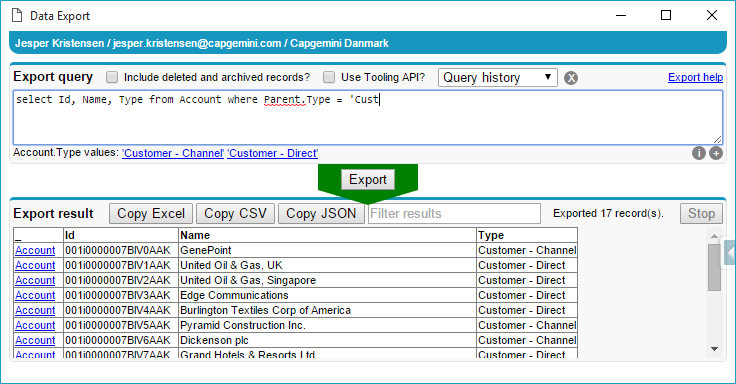 Data Export
Jesper Kristensen / jesper.kristensen@capgemini.com / Capgemini Danmark
Export query Include deleted and archived records? Use Tooling API? Query history x Export help
select Id, Name, Type from Account where Parent.Type = 'Cust
Account.Type values: 'Customer - Channel' 'Customer - Direct' i +
Export
Export result Copy Excel Copy CSV Copy JSON Filter results Exported 17 record(s). Stop
_ Id Name Type
Account 001i0000007BIV0AAK GenePoint Customer - Channel
Account 001i0000007BIV1AAK United Oil & Gas, UK Customer - Direct
Account 001i0000007BIV2AAK United Oil & Gas, Singapore Customer - Direct
Account 001i0000007BIV3AAK Edge Communications Customer - Direct
Account 001i0000007BIV4AAK Burlington Textiles Corp of America Customer - Direct
Account 001i0000007BIV5AAK Pyramid Construction Inc. Customer - Channel
Account 001i0000007BIV6AAK Dickenson plc Customer - Channel
Account 001i0000007BIV7AAK Grand Hotels & Resorts Ltd Customer - Direct